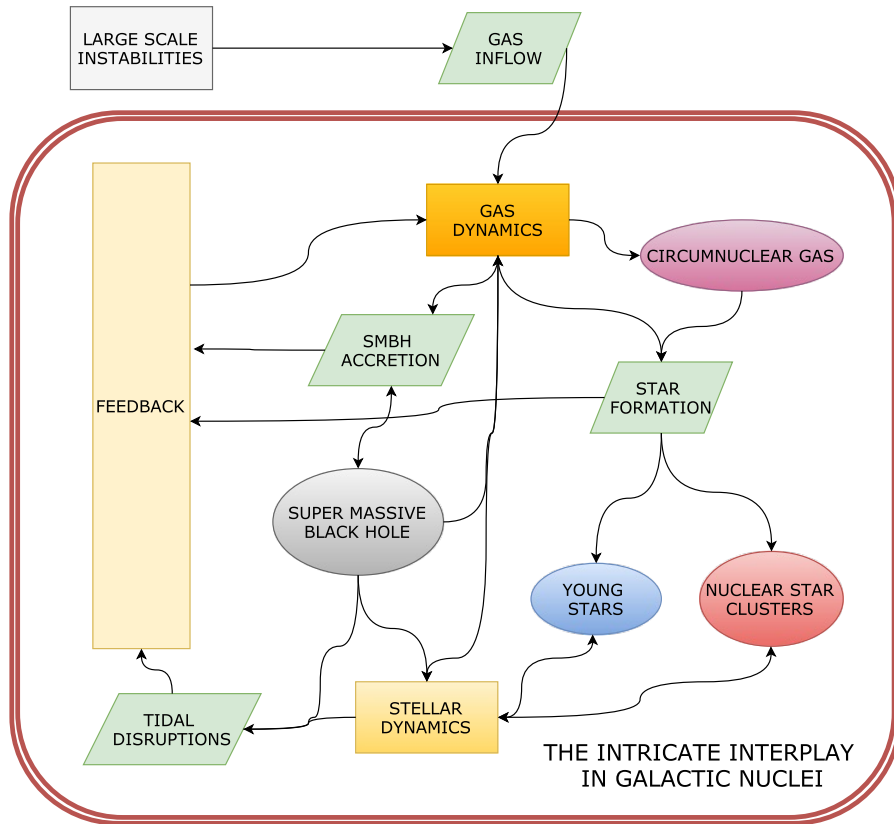 LARGE SCALE
INSTABILITIES
GAS
INFLOW
GAS
DYNAMICS
CIRCUMNUCLEAR GAS
SMBH
ACCRETION
STAR
FORMATION
FEEDBACK
SUPER MASSIVE
BLACK HOLE
YOUNG
STARS
NUCLEAR STAR
CLUSTERS
TIDAL
DISRUPTIONS
STELLAR
DYNAMICS
THE INTRICATE INTERPLAY
IN GALACTIC NUCLEI